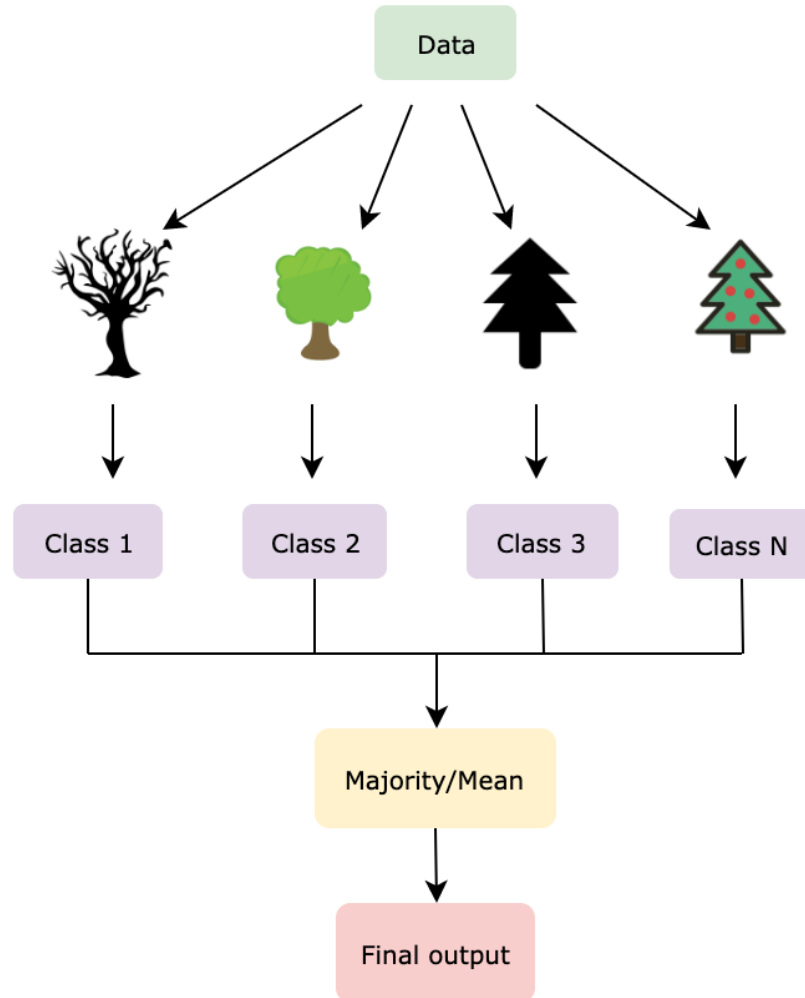 Data
Class 1
Class 2
Class 3
Class N
Majority/Mean
Final output